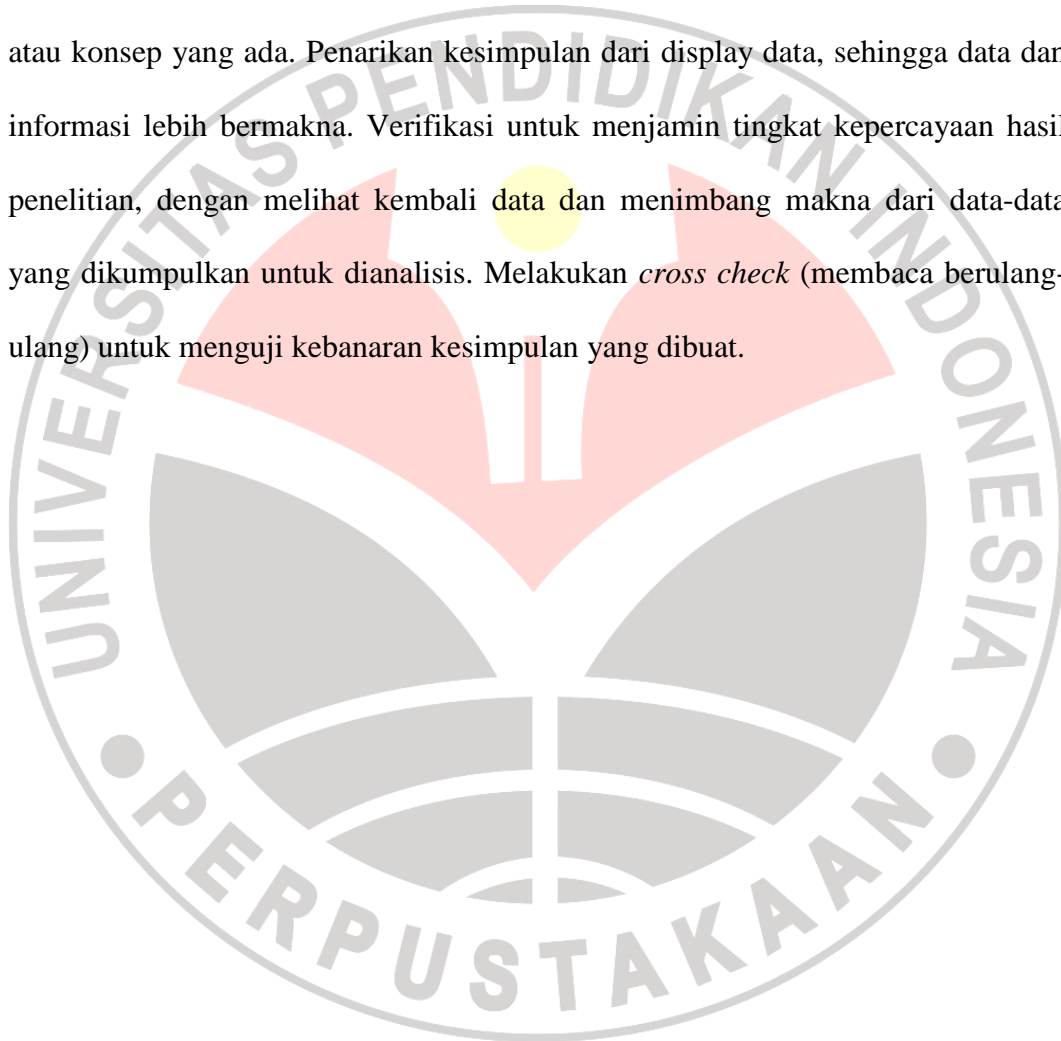 atau konsep yang ada. Penarikan kesimpulan dari display data, sehingga data dan
informasi lebih bermakna. Verifikasi untuk menjamin tingkat kepercayaan hasil
penelitian, dengan melihat kembali data dan menimbang makna dari data-data
yang dikumpulkan untuk dianalisis. Melakukan cross check (membaca berulang-
ulang) untuk menguji kebanaran kesimpulan yang dibuat.
UNIVERSITAS PENDIDIKAN INDONESIA
PERPUSTAKAAN